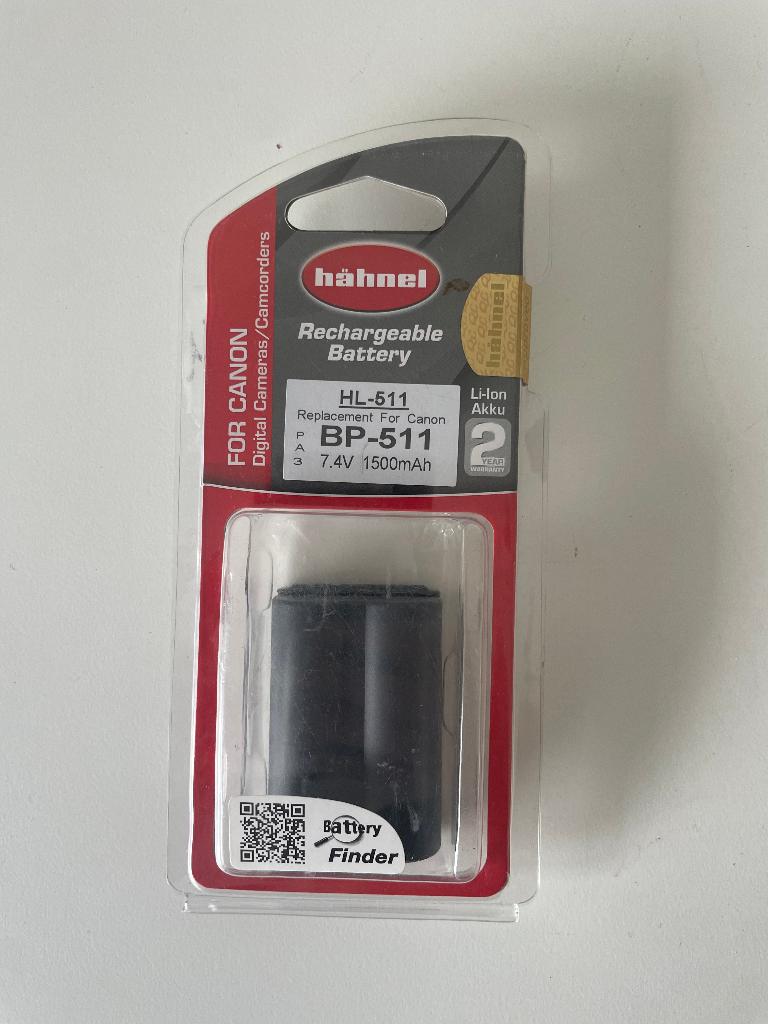 hähnel
Rechargeable
Battery
hähnel
FOR CANON
Digital Cameras/Camcorders
HL-511
Replacement For Canon
PA3
BP-511
7.4V 1500mAh
Li-Ion
Akku
2
YEAR
WARRANTY
Battery
Finder